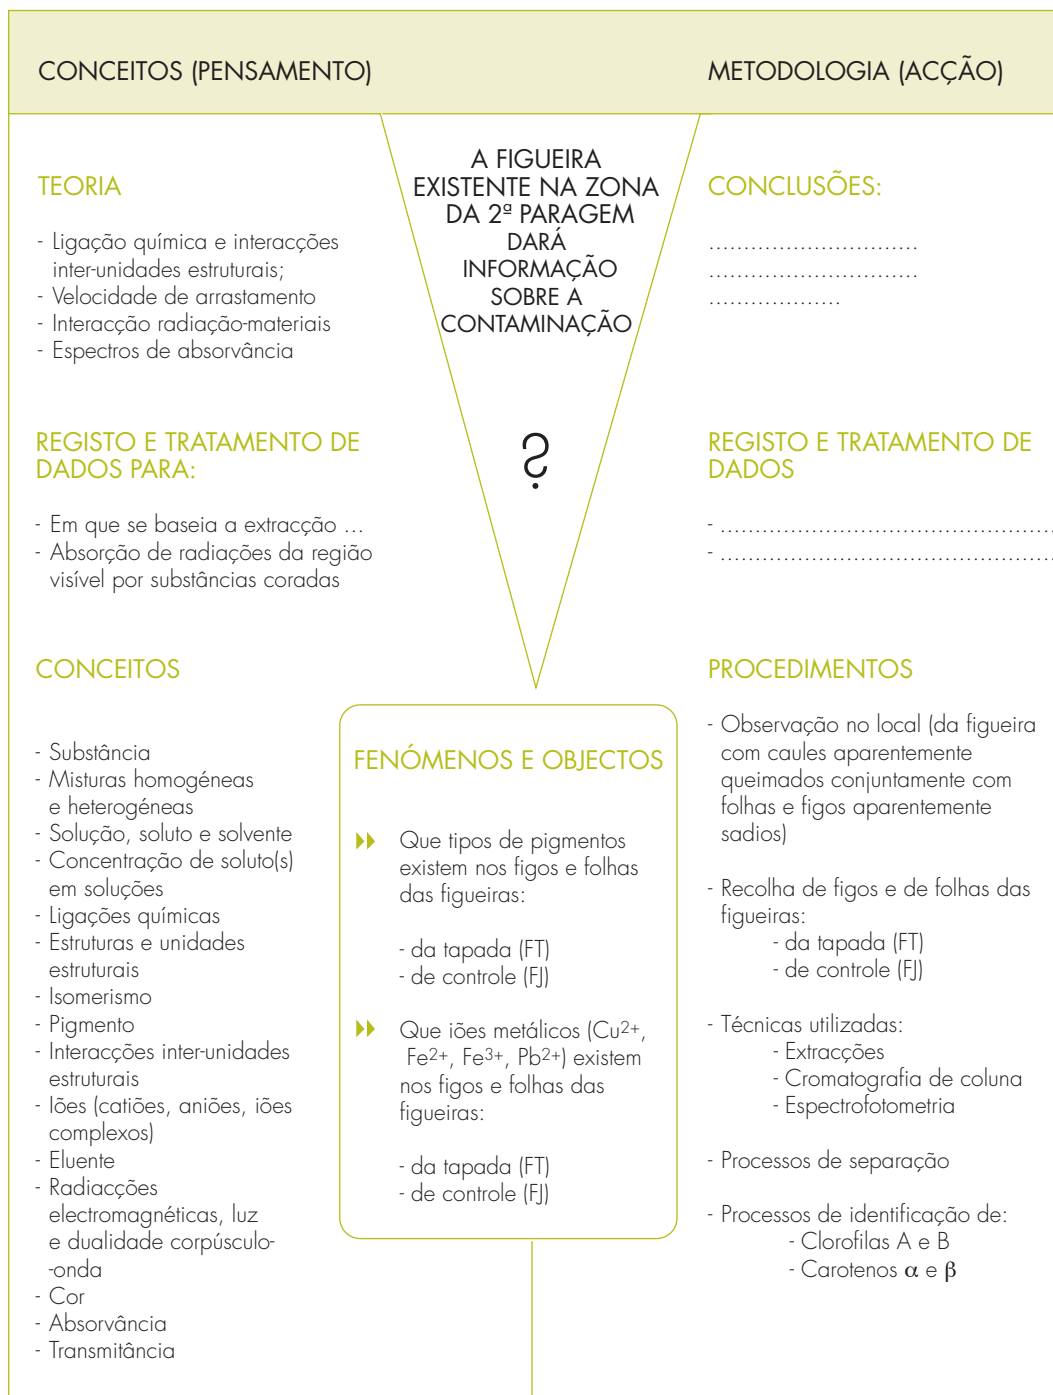 CONCEITOS (PENSAMENTO)
METODOLOGIA (ACÇÃO)
A FIGUEIRA
EXISTENTE NA ZONA
DA 2ª PARAGEM
DARÁ
INFORMAÇÃO
SOBRE A
CONTAMINAÇÃO
?
TEORIA
- Ligação química e interacções
inter-unidades estruturais;
- Velocidade de arrastamento
- Interacção radiação-materiais
- Espectros de absorvância
REGISTO E TRATAMENTO DE
DADOS PARA:
- Em que se baseia a extracção ...
- Absorção de radiações da região
visível por substâncias coradas
CONCEITOS
- Substância
- Misturas homogéneas
e heterogéneas
- Solução, soluto e solvente
- Concentração de soluto(s)
em soluções
- Ligações químicas
- Estruturas e unidades
estruturais
- Isomerismo
- Pigmento
- Interacções inter-unidades
estruturais
- Iões (catiões, aniões, iões
complexos)
- Eluente
- Radiacções
electromagnéticas, luz
e dualidade corpúsculo-
-onda
- Cor
- Absorvância
- Transmitância
FENÓMENOS E OBJECTOS
Que tipos de pigmentos
existem nos figos e folhas
das figueiras:
- da tapada (FT)
- de controle (FJ)
Que iões metálicos (Cu2+,
Fe2+, Fe3+, Pb2+) existem
nos figos e folhas das
figueiras:
- da tapada (FT)
- de controle (FJ)
CONCLUSÕES:
..............................
..............................
...................
REGISTO E TRATAMENTO DE
DADOS
- ................................................
- ................................................
PROCEDIMENTOS
- Observação no local (da figueira
com caules aparentemente
queimados conjuntamente com
folhas e figos aparentemente
sadios)
- Recolha de figos e de folhas das
figueiras:
- da tapada (FT)
- de controle (FJ)
- Técnicas utilizadas:
- Extracções
- Cromatografia de coluna
- Espectrofotometria
- Processos de separação
- Processos de identificação de:
- Clorofilas A e B
- Carotenos α e β